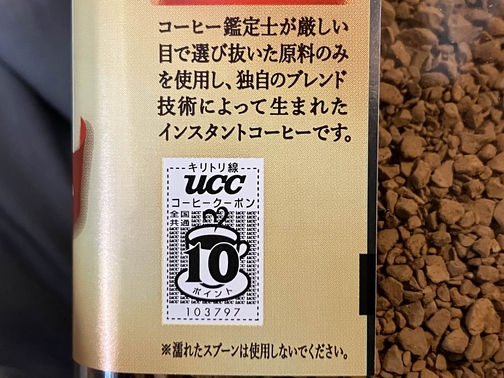 コーヒー鑑定士が厳しい
目で選び抜いた原料のみ
を使用し、独自のブレンド
技術によって生まれた
インスタントコーヒーです。
キリトリ線
UCC
コーヒークーポン
全国
共通
10
ポイント
103797
※濡れたスプーンは使用しないでください。